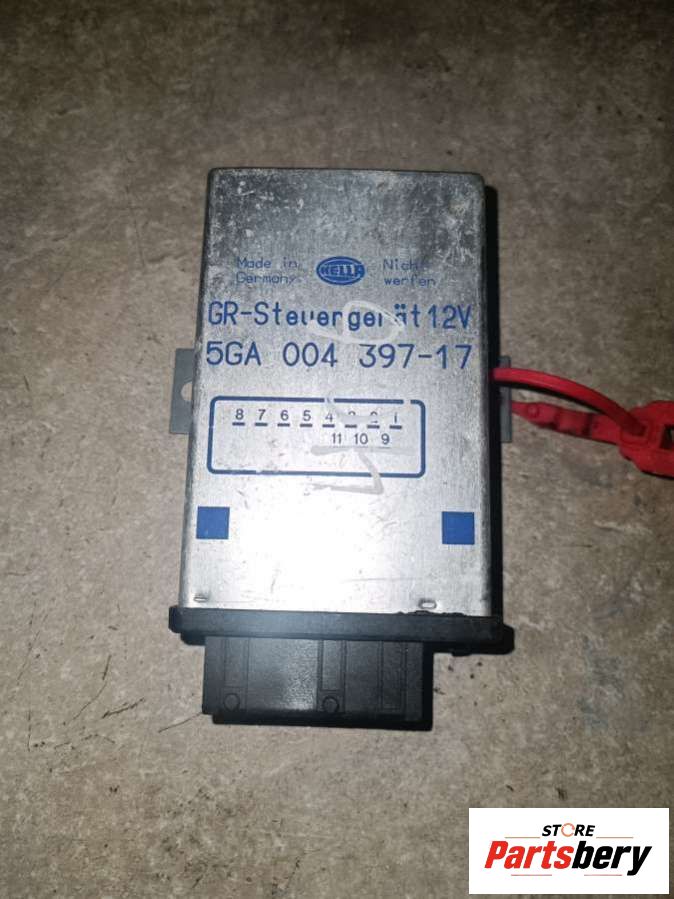 Made in
Germany
HELLA
Nicht
werfen
GR-Steuergerät 12V
5GA 004 397-17
8 7 6 5 4 3 2 1
11 10 9
STORE
Partsbery